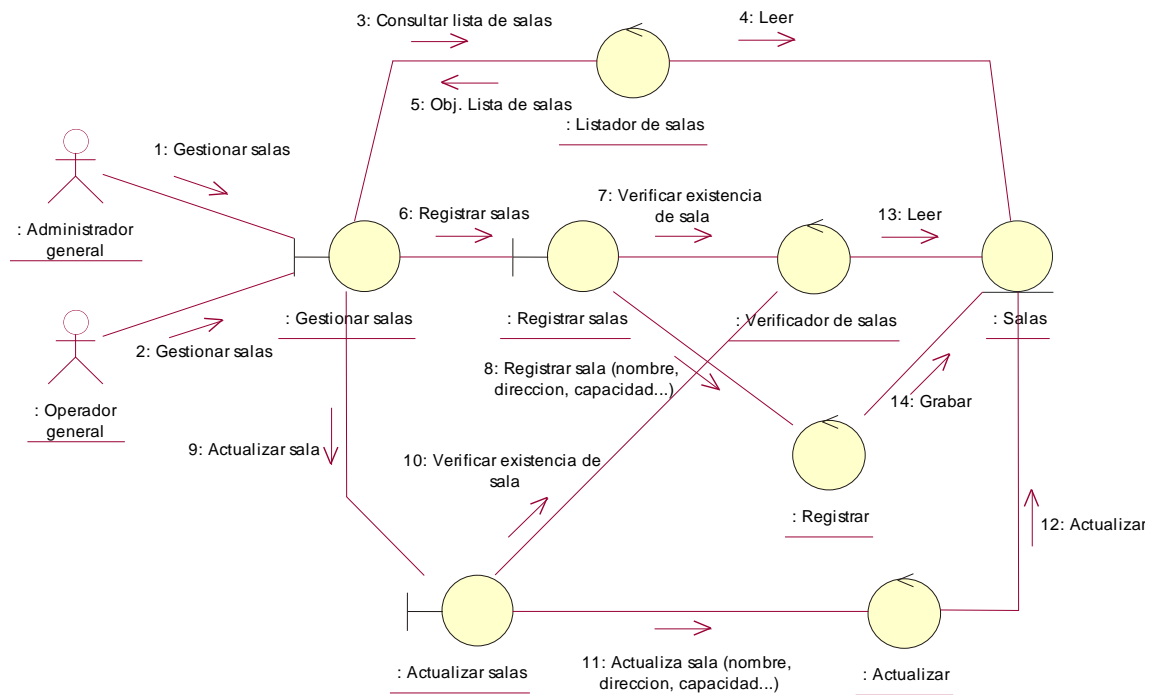 3: Consultar lista de salas
4: Leer
5: Obj. Lista de salas
: Listador de salas
1: Gestionar salas
: Administrador
general
6: Registrar salas
7: Verificar existencia
de sala
13: Leer
2: Gestionar salas
: Gestionar salas
: Registrar salas
: Verificador de salas
: Salas
: Operador
general
8: Registrar sala (nombre,
direccion, capacidad...)
14: Grabar
9: Actualizar sala
10: Verificar existencia de
sala
: Registrar
12: Actualizar
: Actualizar salas
11: Actualiza sala (nombre,
direccion, capacidad...)
: Actualizar